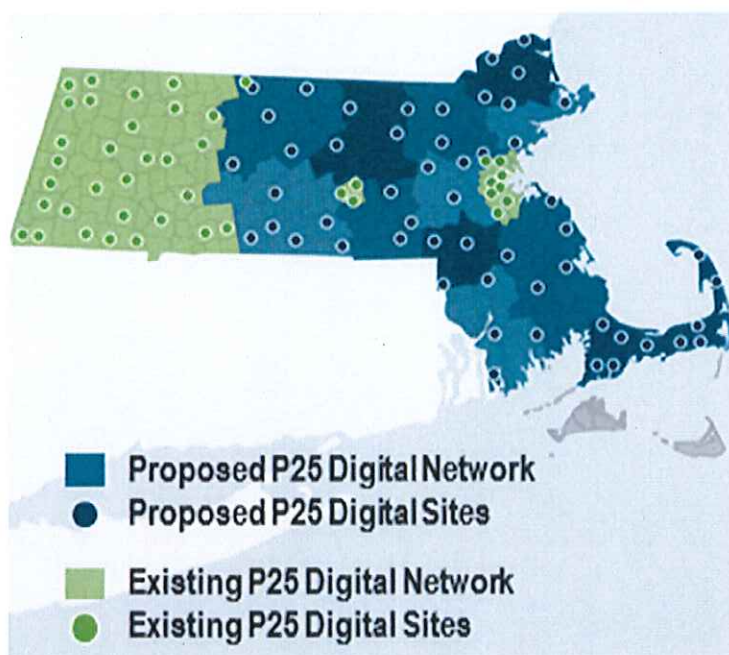 Proposed P25 Digital Network
Proposed P25 Digital Sites
Existing P25 Digital Network
Existing P25 Digital Sites